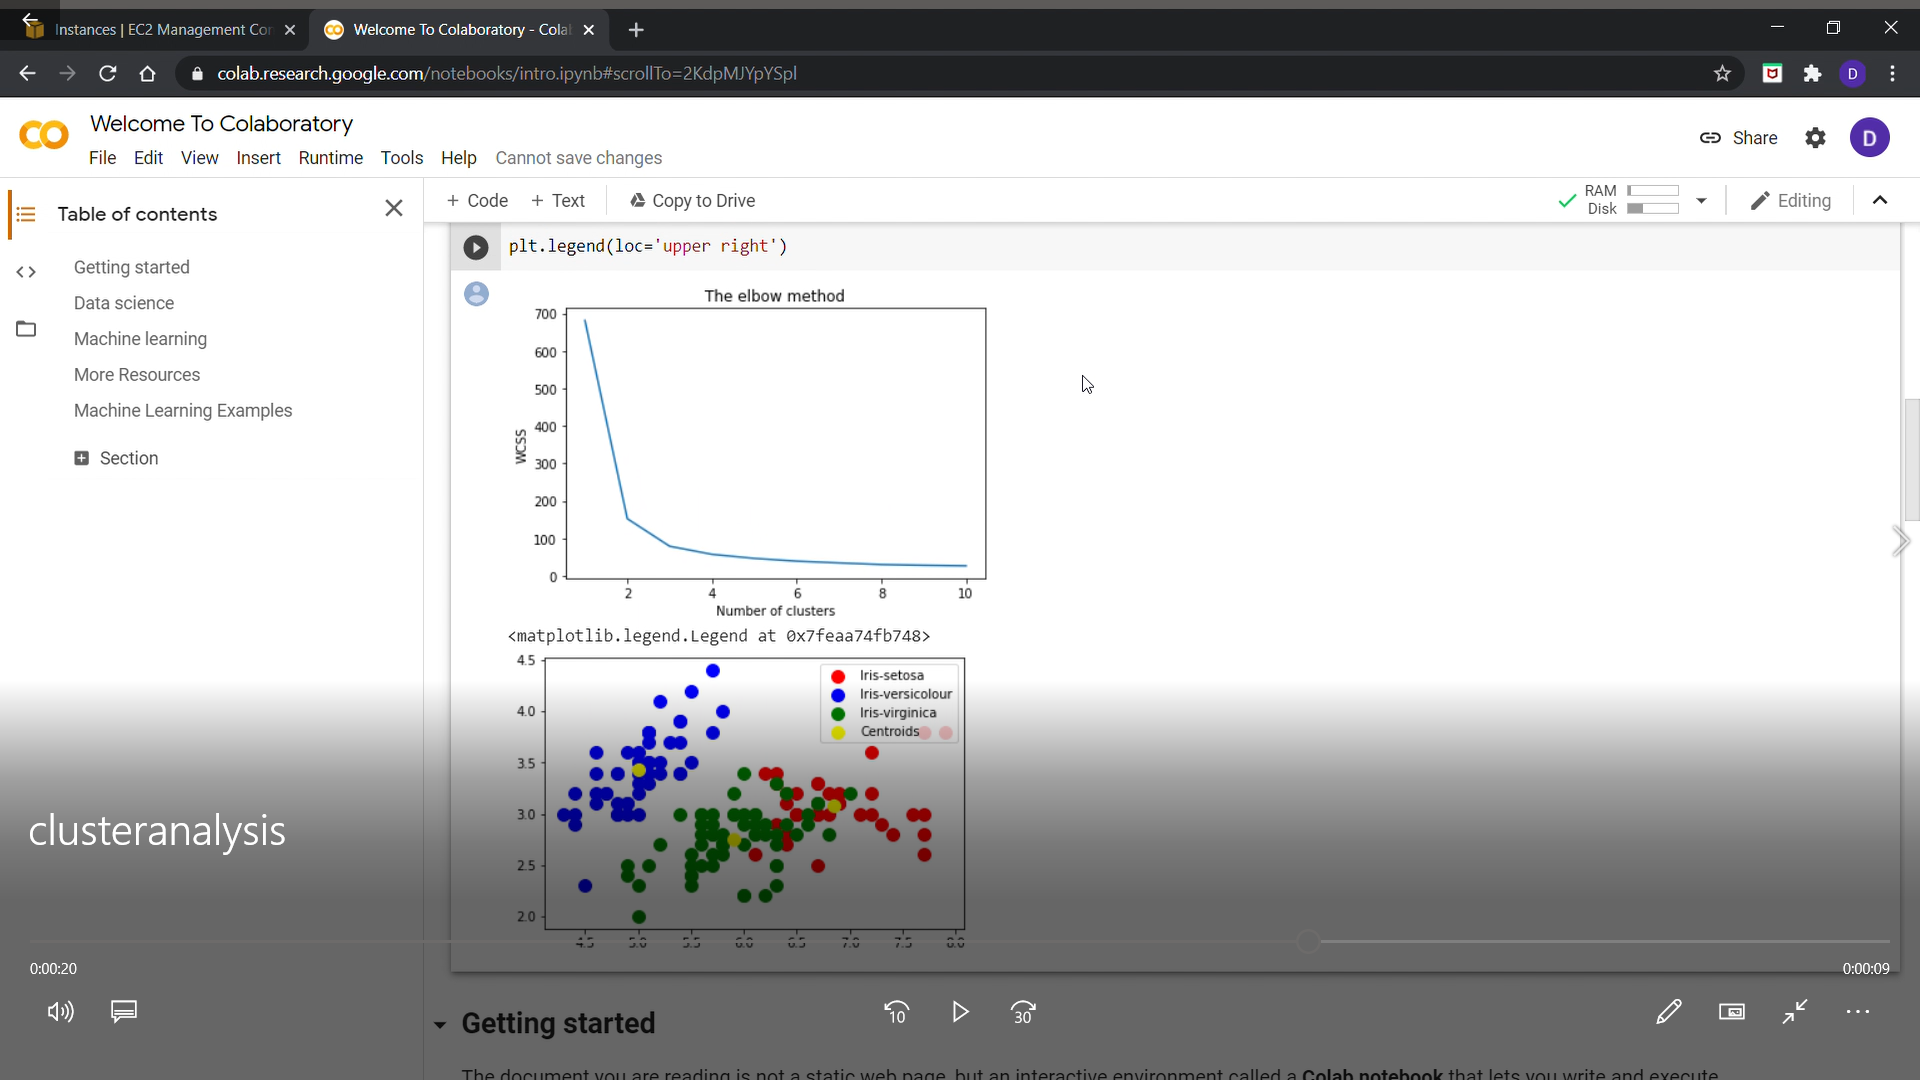 Instances | EC2 Management Con
Welcome To Colaboratory - Cola
colab.research.google.com/notebooks/intro.ipynb#scrollTo=2KdpMJYpYSpl
D
Welcome To Colaboratory
File Edit View Insert Runtime Tools Help Cannot save changes
Share
D
Table of contents
+ Code + Text Copy to Drive
RAM
Disk
Editing
Getting started
Data science
Machine learning
More Resources
Machine Learning Examples
Section
plt.legend(loc='upper right')
The elbow method
700
600
500
400
300
200
100
0
WCSS
2 4 6 8 10
Number of clusters
<matplotlib.legend.Legend at 0x7feaa74fb748>
4.5
4.0
3.5
3.0
2.5
2.0
Iris-setosa
Iris-versicolour
Iris-virginica
Centroids
4.5 5.0 5.5 6.0 6.5 7.0 7.5 8.0
clusteranalysis
0:00:20
0:00:09
10
30
Getting started
The document you are reading is not a static web page, but an interactive environment called a Colab notebook that lets you write and execute